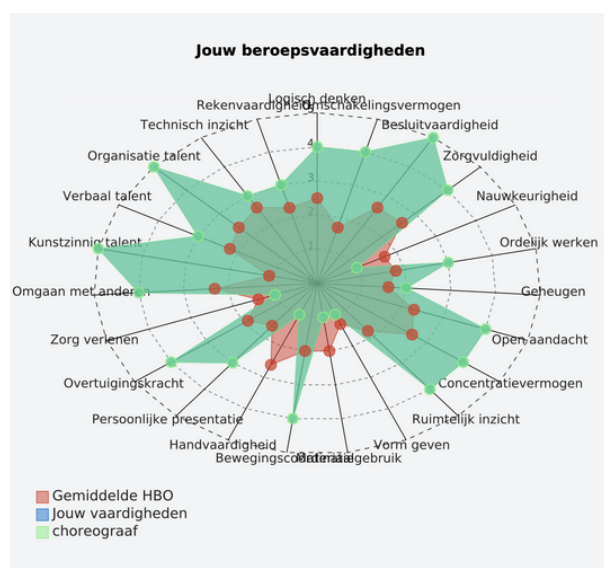 Jouw beroepsvaardigheden
Logisch denken
Rekenvaardigheid
Omschakelingsvermogen
5
Technisch inzicht
Besluitvaardigheid
4
Organisatie talent
Zorgvuldigheid
3
Verbaal talent
Nauwkeurigheid
2
Kunstzinnig talent
Ordelijk werken
1
Omgaan met anderen
Geheugen
Zorg verlenen
Open aandacht
Overtuigingskracht
Concentratievermogen
Persoonlijke presentatie
Ruimtelijk inzicht
Handvaardigheid
Vorm geven
Bewegingscoördinatie
Materiaalgebruik
Gemiddelde HBO
Jouw vaardigheden
choreograaf